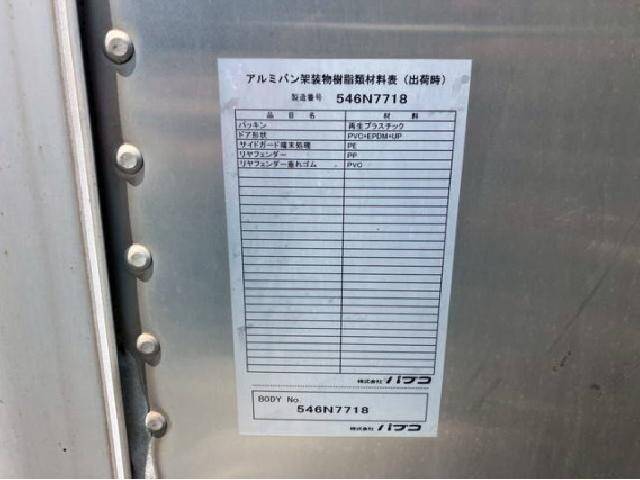 アルミバン架装物樹脂類材料表（出荷時）
製造番号 546N7718
品目名 材料
パッキン 再生プラスチック
ドア形状 PVC+EPDM+UP
サイドガード端末処理 PE
リヤフェンダー PP
リヤフェンダー垂れゴム PVC
株式会社 パブコ
BODY No. 546N7718
株式会社 パブコ